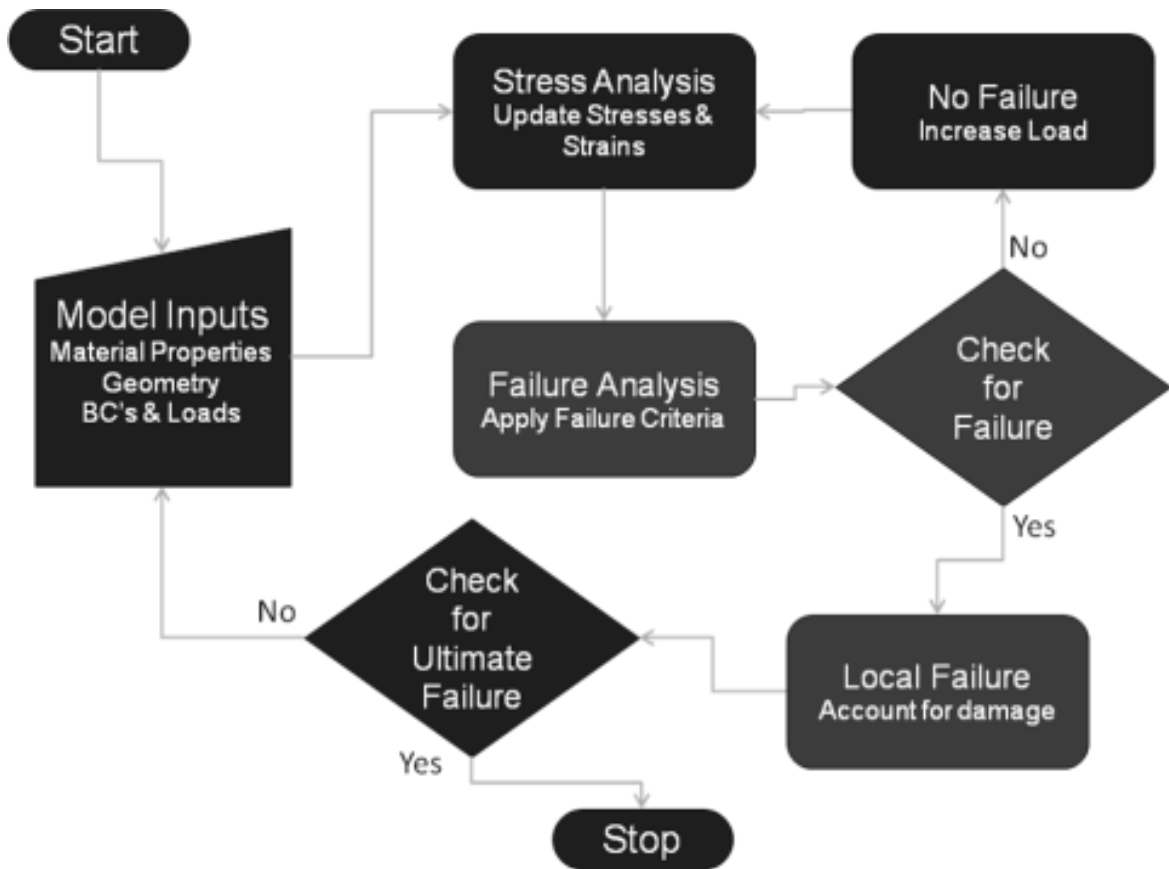 Start
Model Inputs
Material Properties
Geometry
BC's & Loads
Stress Analysis
Update Stresses &
Strains
Failure Analysis
Apply Failure Criteria
Check
for
Failure
No
No Failure
Increase Load
Yes
Local Failure
Account for damage
Check
for
Ultimate
Failure
No
Yes
Stop